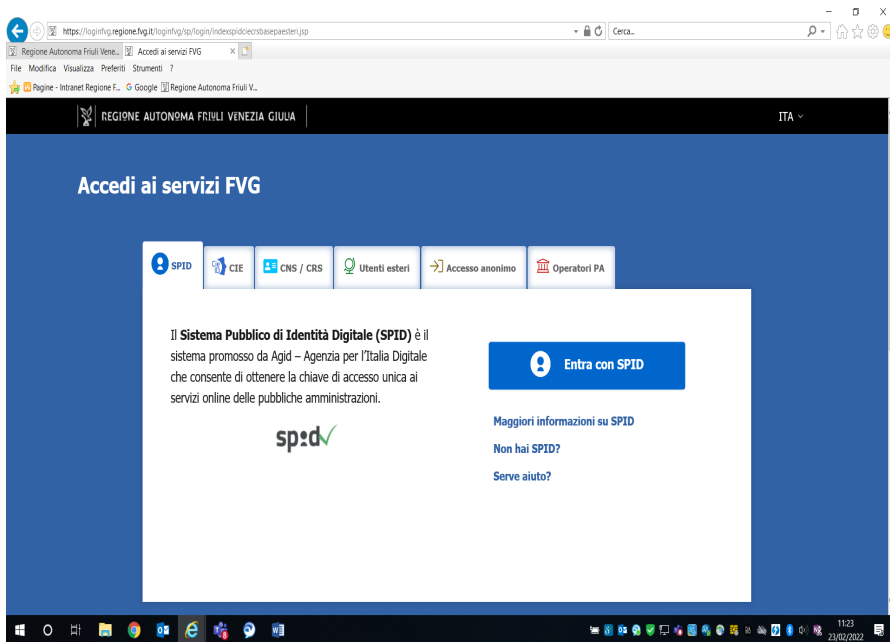 https://loginfvg.regione.fvg.it/loginfvg/sp/login/indexspidciecrsbasepaesteri.jsp
Cerca...
Regione Autonoma Friuli Vene...
Accedi ai servizi FVG
File Modifica Visualizza Preferiti Strumenti ?
Pagine - Intranet Regione F... Google Regione Autonoma Friuli V...
REGIONE AUTONOMA FRIULI VENEZIA GIULIA
ITA
Accedi ai servizi FVG
SPID
CIE
CNS / CRS
Utenti esteri
Accesso anonimo
Operatori PA
Il Sistema Pubblico di Identità Digitale (SPID) è il
sistema promosso da Agid – Agenzia per l'Italia Digitale
che consente di ottenere la chiave di accesso unica ai
servizi online delle pubbliche amministrazioni.
spid
Entra con SPID
Maggiori informazioni su SPID
Non hai SPID?
Serve aiuto?
11:23
23/02/2022